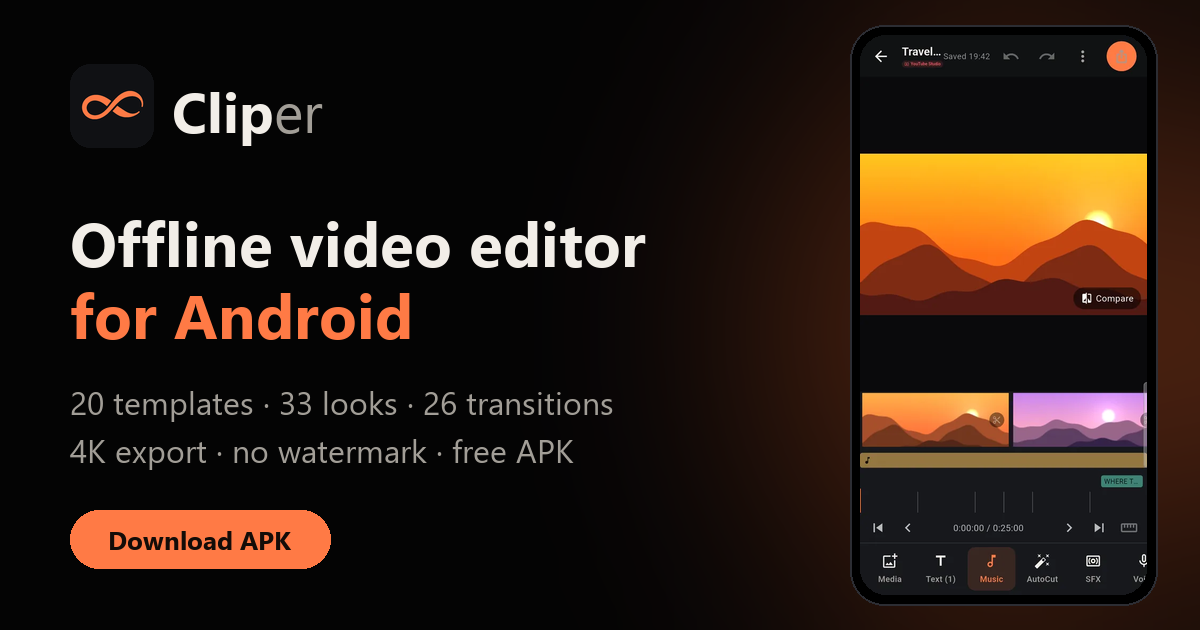 Cliper
Offline video editor
for Android
20 templates · 33 looks · 26 transitions
4K export · no watermark · free APK
Download APK
Travel... Saved 19:42
YouTube Studio
Compare
WHERE T...
0:00:00 / 0:25:00
Media Text (1) Music AutoCut SFX Voi